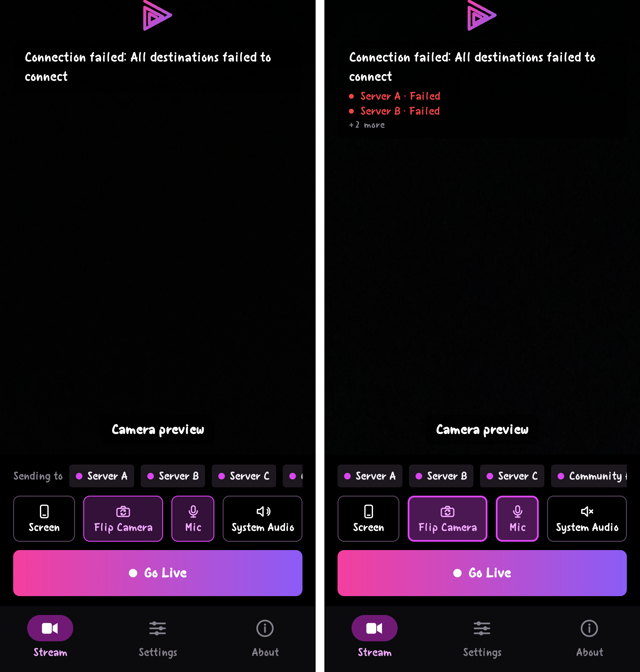 Connection failed: All destinations failed to
connect
Camera preview
Sending to Server A Server B Server C
Screen Flip Camera Mic System Audio
Go Live
Stream Settings About
Connection failed: All destinations failed to
connect
Server A · Failed
Server B · Failed
+2 more
Camera preview
Server A Server B Server C Community
Screen Flip Camera Mic System Audio
Go Live
Stream Settings About